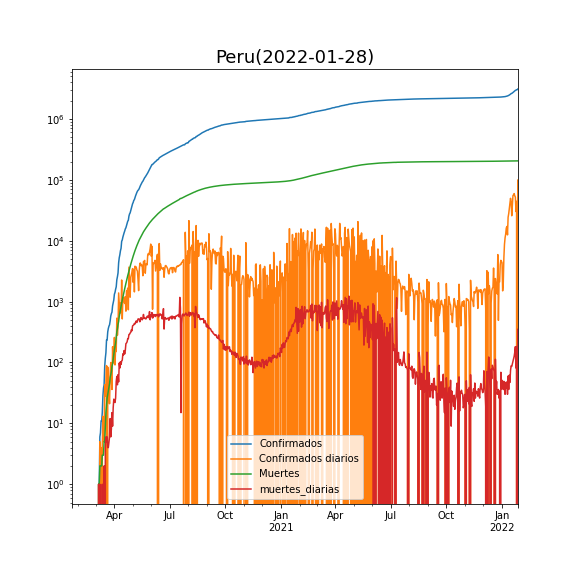 Peru(2022-01-28)
10⁶
10⁵
10⁴
10³
10²
10¹
10⁰
Confirmados
Confirmados diarios
Muertes
muertes_diarias
Apr Jul Oct Jan Apr Jul Oct Jan
2021 2022